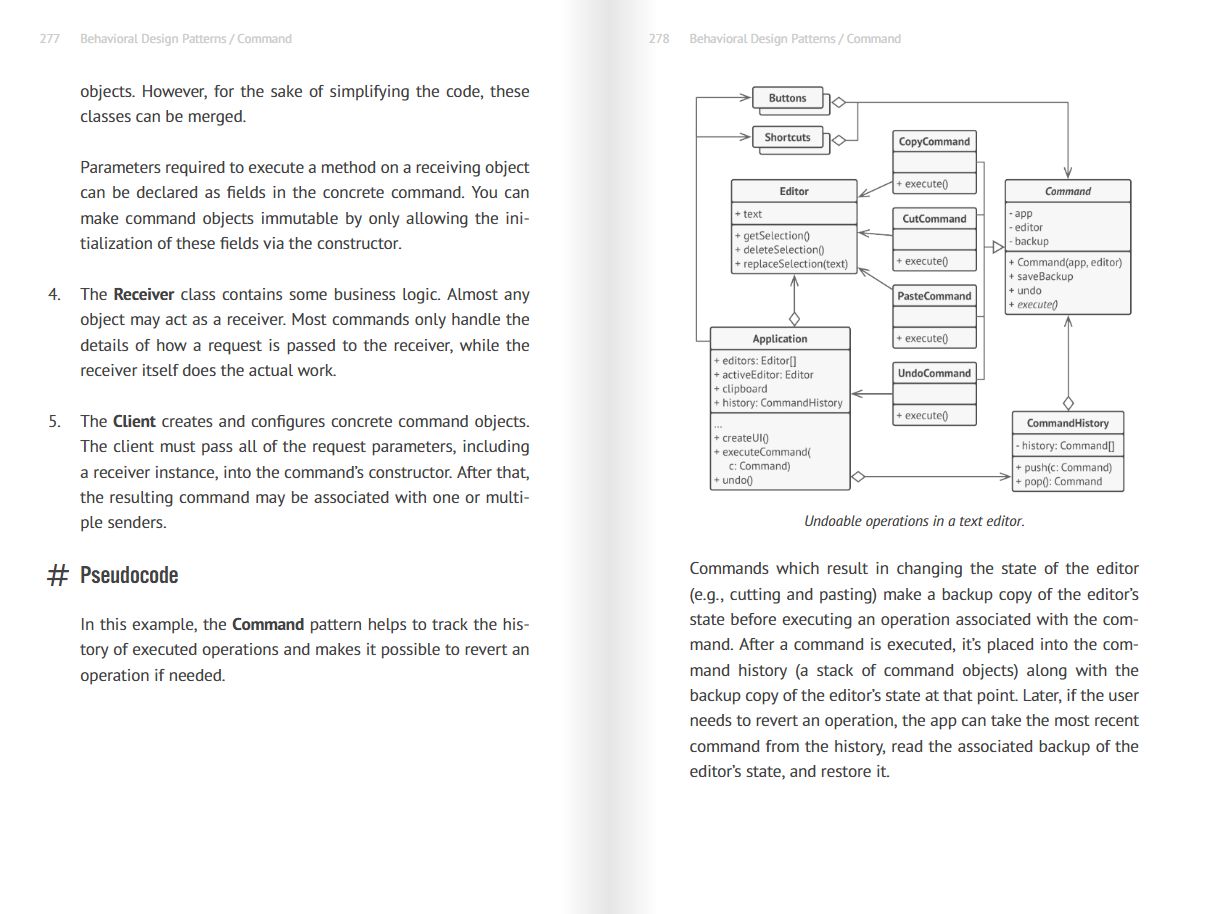 277 Behavioral Design Patterns / Command
objects. However, for the sake of simplifying the code, these
classes can be merged.
Parameters required to execute a method on a receiving object
can be declared as fields in the concrete command. You can
make command objects immutable by only allowing the ini-
tialization of these fields via the constructor.
4. The Receiver class contains some business logic. Almost any
object may act as a receiver. Most commands only handle the
details of how a request is passed to the receiver, while the
receiver itself does the actual work.
5. The Client creates and configures concrete command objects.
The client must pass all of the request parameters, including
a receiver instance, into the command's constructor. After that,
the resulting command may be associated with one or multi-
ple senders.
# Pseudocode
In this example, the Command pattern helps to track the his-
tory of executed operations and makes it possible to revert an
operation if needed.
278 Behavioral Design Patterns / Command
Buttons
Shortcuts
Editor
+ text
+ getSelection()
+ deleteSelection()
+ replaceSelection(text)
Application
+ editors: Editor[]
+ activeEditor: Editor
+ clipboard
+ history: CommandHistory
...
+ createUI()
+ executeCommand(
c: Command)
+ undo()
CopyCommand
+ execute()
CutCommand
+ execute()
PasteCommand
+ execute()
UndoCommand
+ execute()
Command
- app
- editor
- backup
+ Command(app, editor)
+ saveBackup
+ undo
+ execute()
CommandHistory
- history: Command[]
+ push(c: Command)
+ pop(): Command
Undoable operations in a text editor.
Commands which result in changing the state of the editor
(e.g., cutting and pasting) make a backup copy of the editor's
state before executing an operation associated with the com-
mand. After a command is executed, it's placed into the com-
mand history (a stack of command objects) along with the
backup copy of the editor's state at that point. Later, if the user
needs to revert an operation, the app can take the most recent
command from the history, read the associated backup of the
editor's state, and restore it.